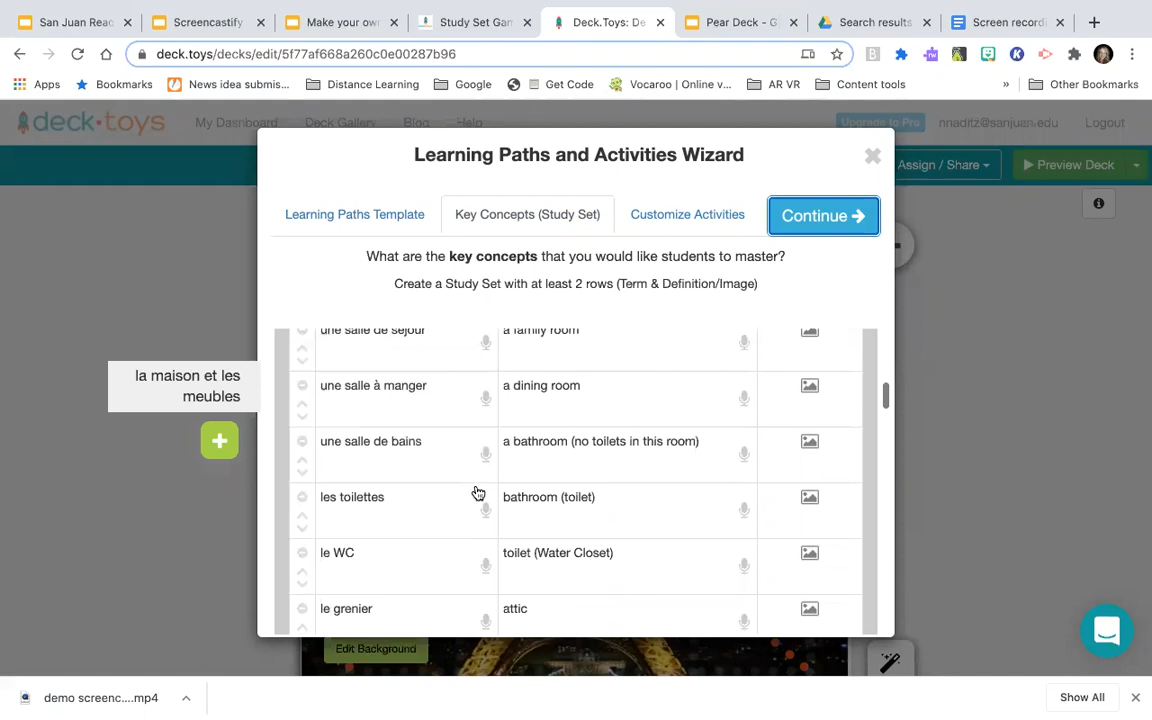 San Juan Reac
Screencastify
Make your own
Study Set Gam
Deck.Toys: De
Pear Deck - G
Search results
Screen record
deck.toys/decks/edit/5f77af668a260c0e00287b96
Apps
Bookmarks
News idea submis...
Distance Learning
Google
Get Code
Vocaroo | Online v...
AR VR
Content tools
»
Other Bookmarks
deck•toys
My Dashboard
Deck Gallery
Blog
Help
Upgrade to Pro
nnaditz@sanjuan.edu
Logout
Assign / Share
Preview Deck
Learning Paths and Activities Wizard
Learning Paths Template
Key Concepts (Study Set)
Customize Activities
Continue
What are the key concepts that you would like students to master?
Create a Study Set with at least 2 rows (Term & Definition/Image)
une salle de séjour
a family room
une salle à manger
a dining room
une salle de bains
a bathroom (no toilets in this room)
les toilettes
bathroom (toilet)
le WC
toilet (Water Closet)
le grenier
attic
la maison et les
meubles
Edit Background
demo screenc....mp4
Show All